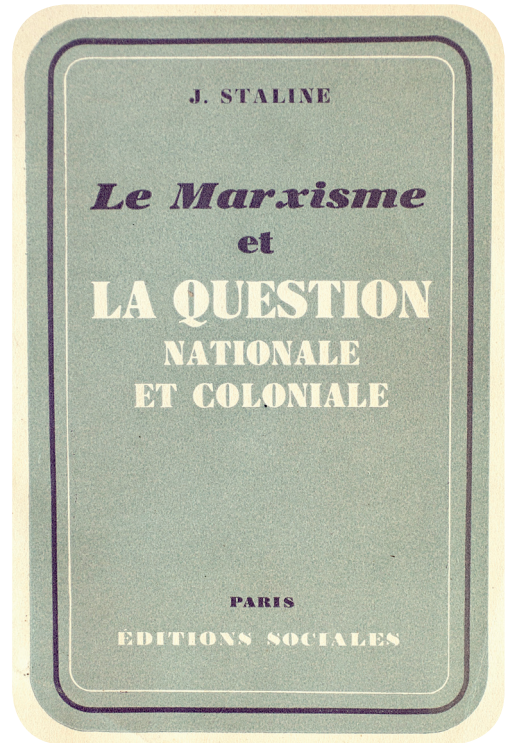 J. STALINE
Le Marxisme
et
LA QUESTION
NATIONALE
ET COLONIALE
PARIS
ÉDITIONS SOCIALES